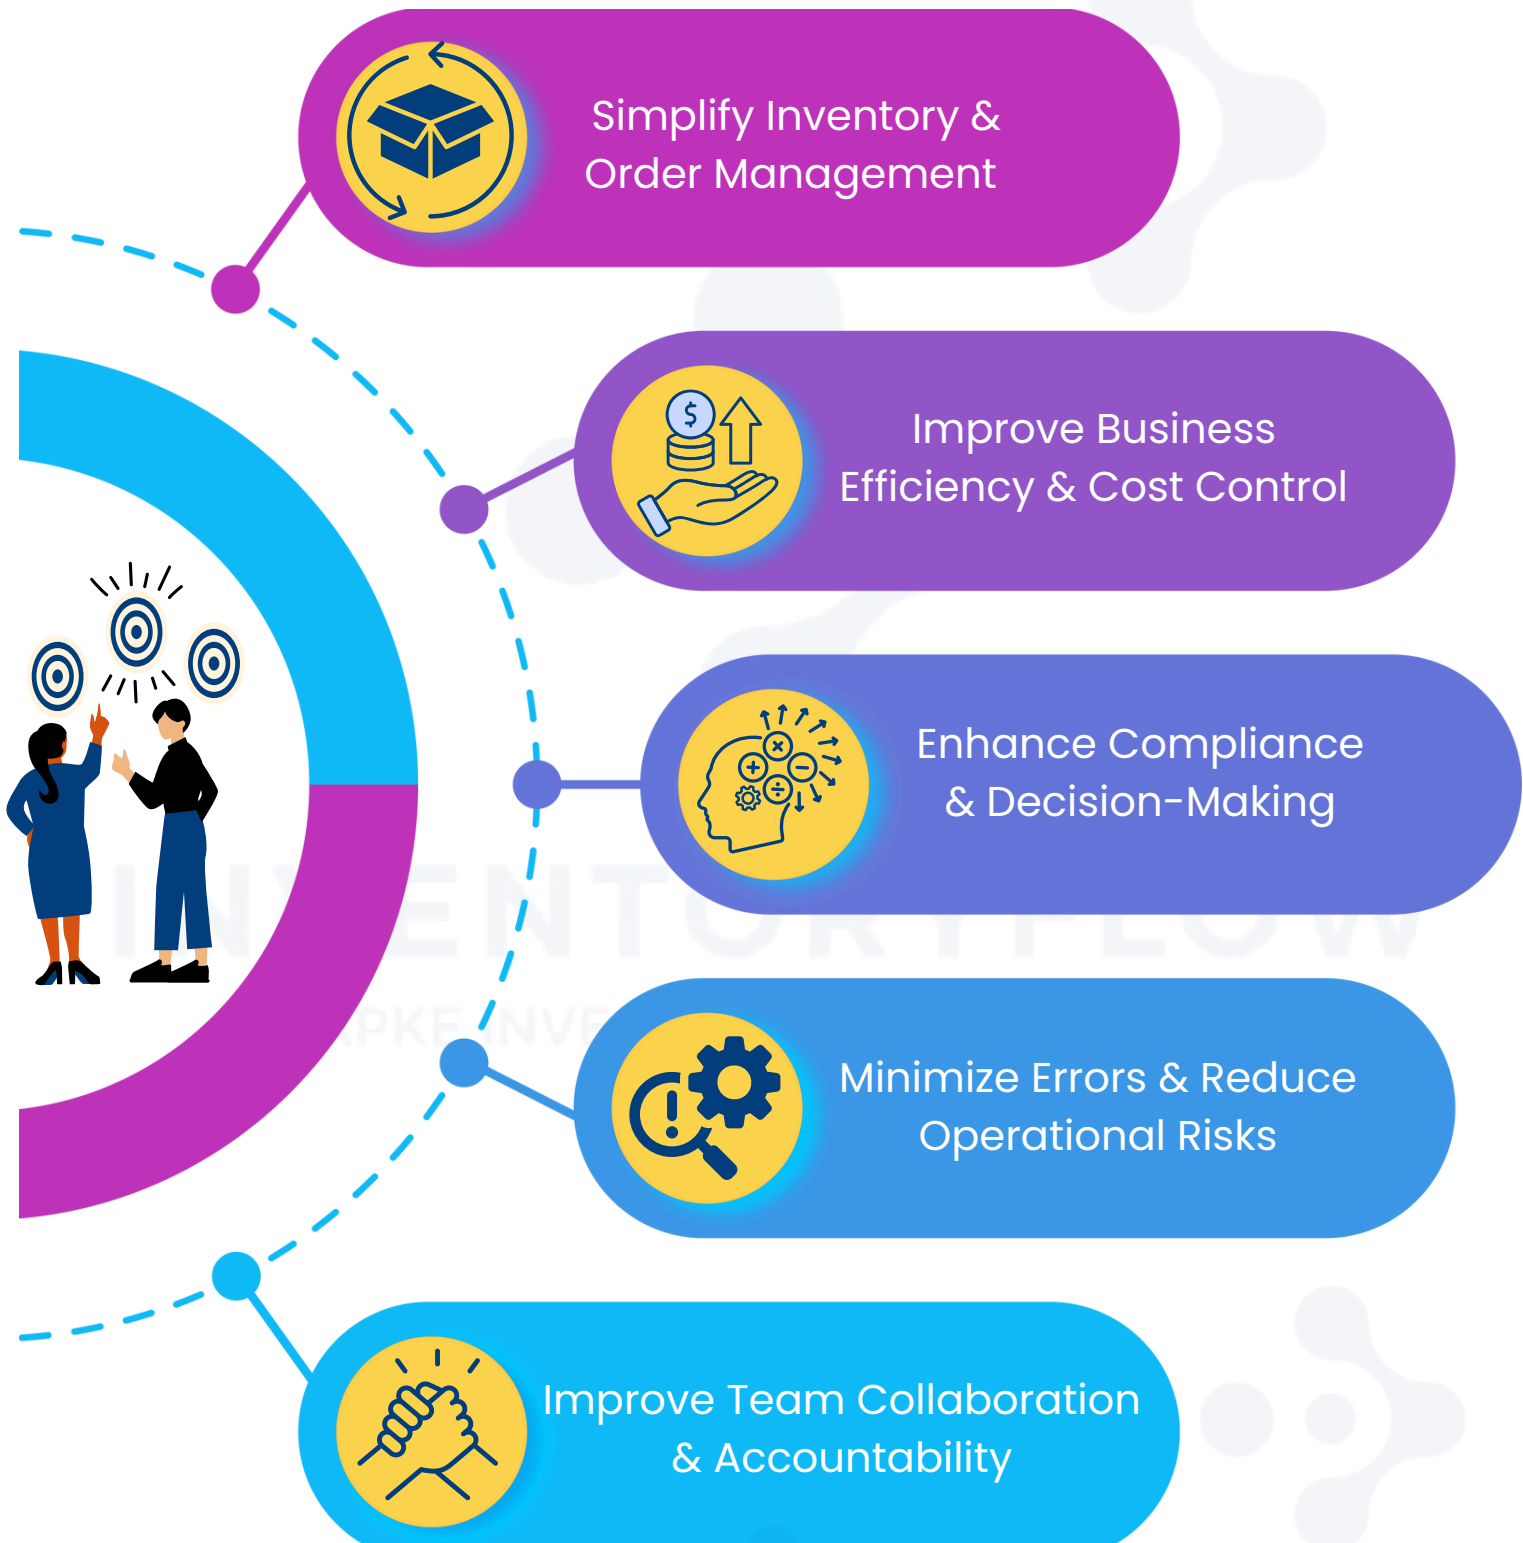 Simplify Inventory &
Order Management
Improve Business
Efficiency & Cost Control
Enhance Compliance
& Decision-Making
INVENTORYFLOW
Minimize Errors & Reduce
Operational Risks
Improve Team Collaboration
& Accountability